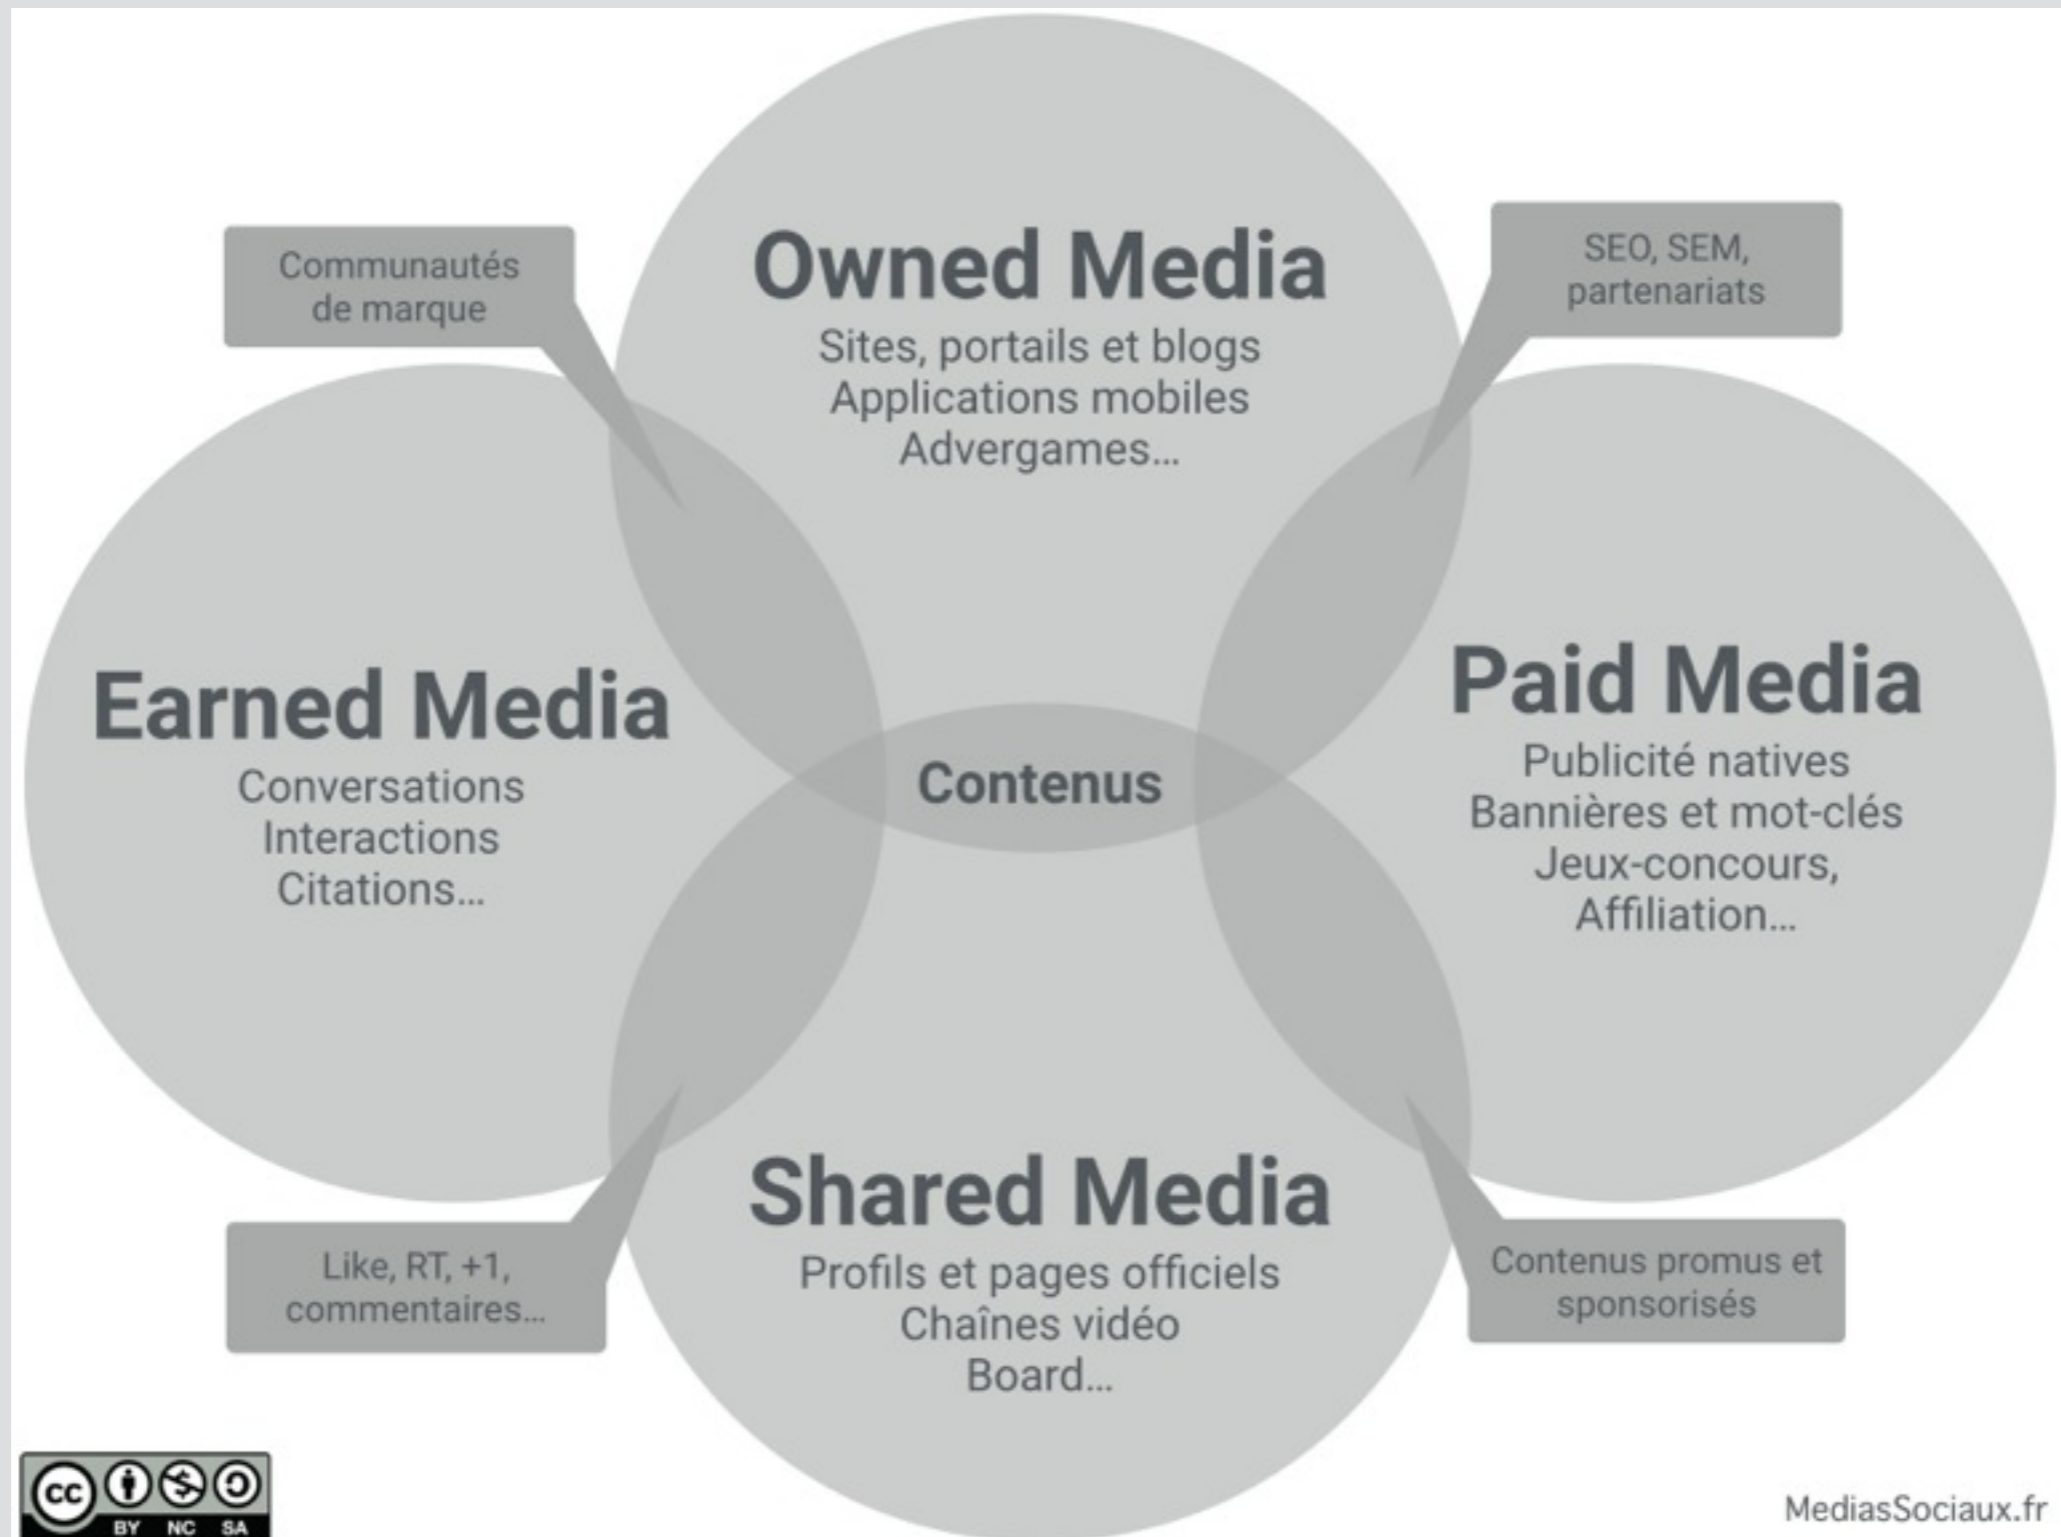 Owned Media
Sites, portails et blogs
Applications mobiles
Advergames...
Communautés
de marque
SEO, SEM,
partenariats
Earned Media
Conversations
Interactions
Citations...
Contenus
Paid Media
Publicité natives
Bannières et mot-clés
Jeux-concours,
Affiliation...
Shared Media
Profils et pages officiels
Chaînes vidéo
Board...
Like, RT, +1,
commentaires...
Contenus promus et
sponsorisés
cc
BY NC SA
MediasSociaux.fr